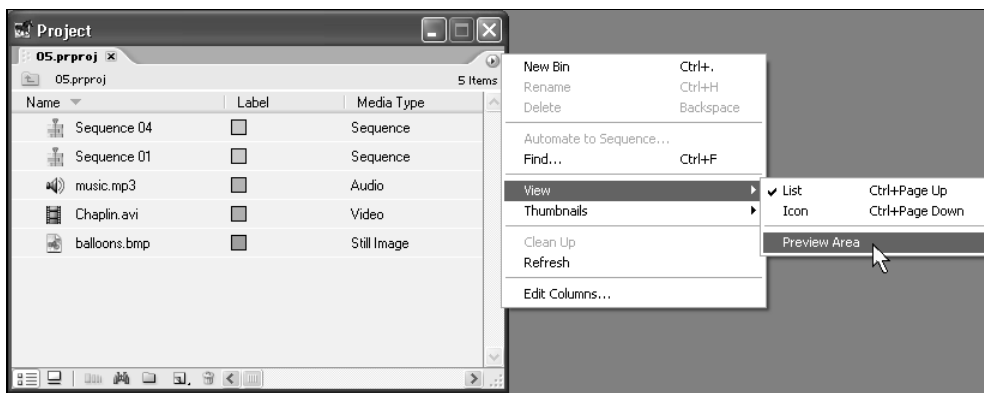 Project
05.prproj
05.prproj
5 Items
Name Label Media Type
Sequence 04 Sequence
Sequence 01 Sequence
music.mp3 Audio
Chaplin.avi Video
balloons.bmp Still Image
New Bin Ctrl+.
Rename Ctrl+H
Delete Backspace
Automate to Sequence...
Find... Ctrl+F
View
Thumbnails
Clean Up
Refresh
Edit Columns...
List Ctrl+Page Up
Icon Ctrl+Page Down
Preview Area